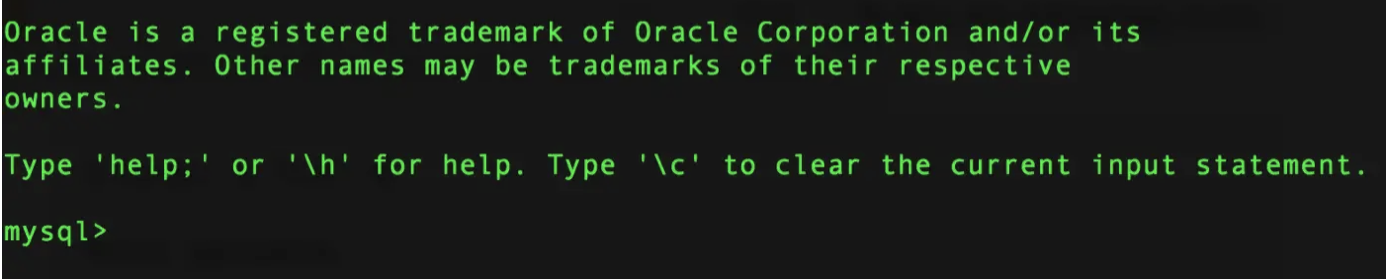 Oracle is a registered trademark of Oracle Corporation and/or its
affiliates. Other names may be trademarks of their respective
owners.
Type 'help;' or '\h' for help. Type '\c' to clear the current input statement.
mysql>